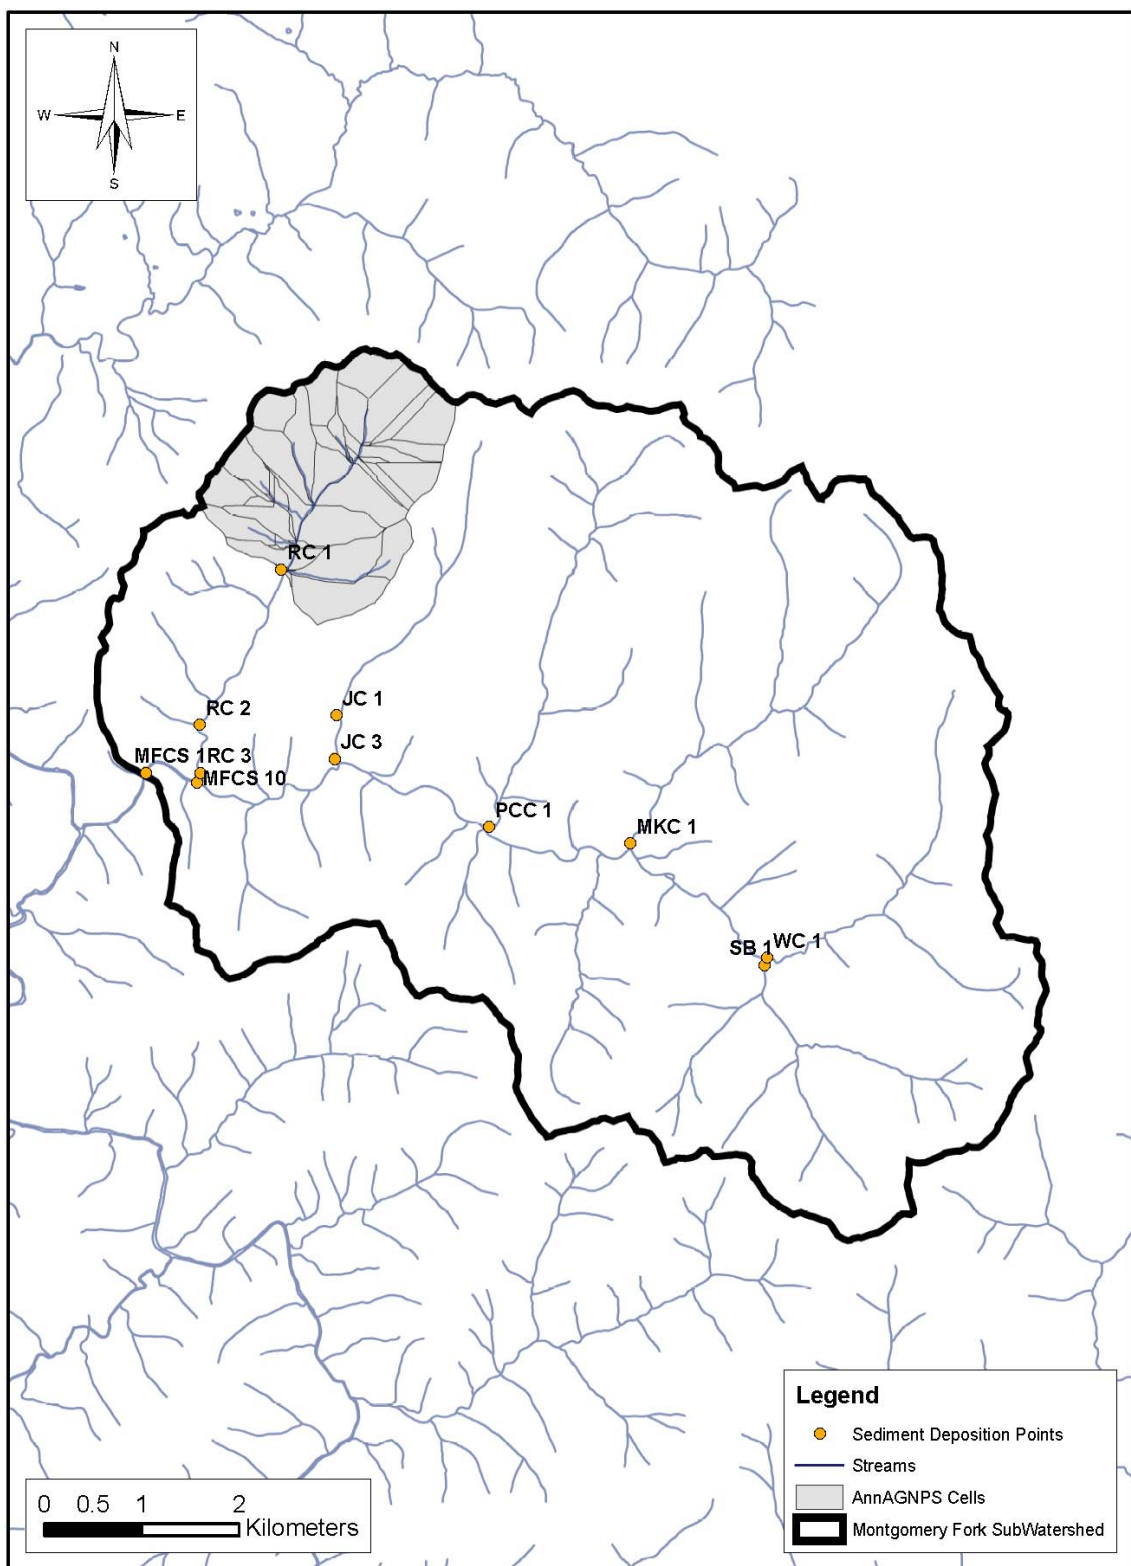 N
W E
S
RC 1
RC 2
JC 1
JC 3
MFCS 1
RC 3
MFCS 10
PCC 1
MKC 1
SB 1
WC 1
Legend
Sediment Deposition Points
Streams
AnnAGNPS Cells
Montgomery Fork SubWatershed
0 0.5 1 2
Kilometers